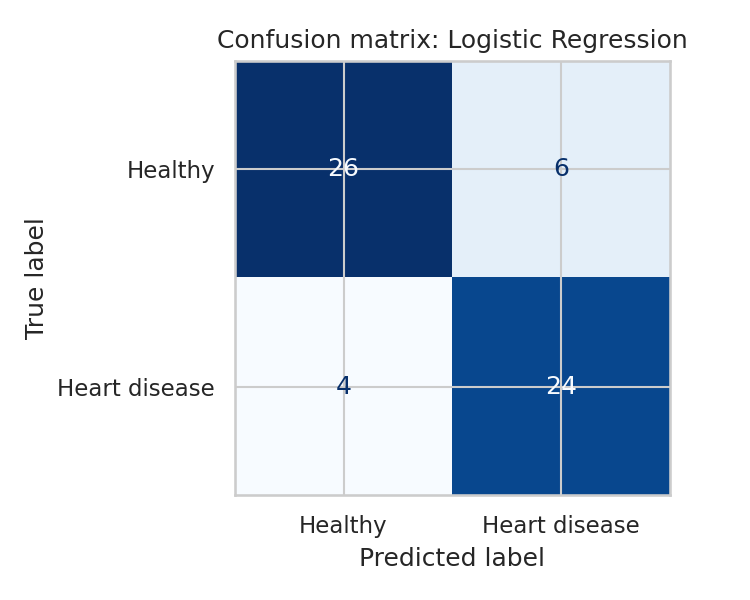 Confusion matrix: Logistic Regression
True label
Healthy
26 6
Heart disease
4 24
Healthy Heart disease
Predicted label